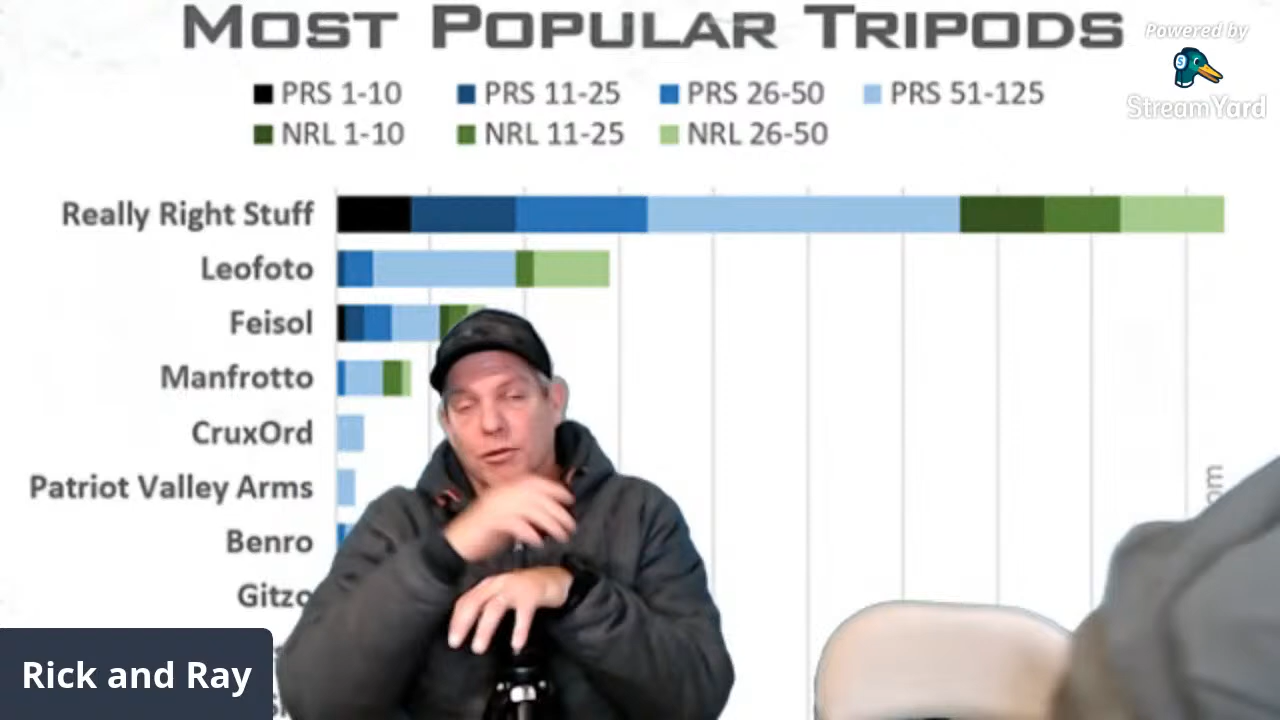 MOST POPULAR TRIPODS
Powered by
StreamYard
PRS 1-10 PRS 11-25 PRS 26-50 PRS 51-125
NRL 1-10 NRL 11-25 NRL 26-50
Really Right Stuff
Leofoto
Feisol
Manfrotto
CruxOrd
Patriot Valley Arms
Benro
Gitzo
om
Rick and Ray